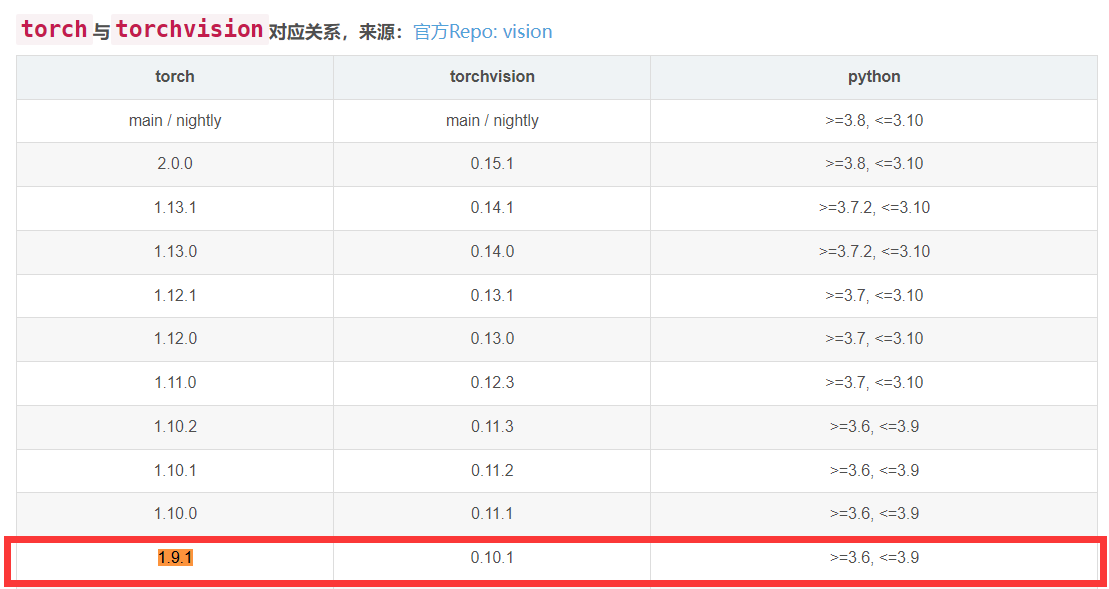 torch与torchvision对应关系，来源：官方Repo: vision
torch torchvision python
main / nightly main / nightly >=3.8, <=3.10
2.0.0 0.15.1 >=3.8, <=3.10
1.13.1 0.14.1 >=3.7.2, <=3.10
1.13.0 0.14.0 >=3.7.2, <=3.10
1.12.1 0.13.1 >=3.7, <=3.10
1.12.0 0.13.0 >=3.7, <=3.10
1.11.0 0.12.3 >=3.7, <=3.10
1.10.2 0.11.3 >=3.6, <=3.9
1.10.1 0.11.2 >=3.6, <=3.9
1.10.0 0.11.1 >=3.6, <=3.9
1.9.1 0.10.1 >=3.6, <=3.9